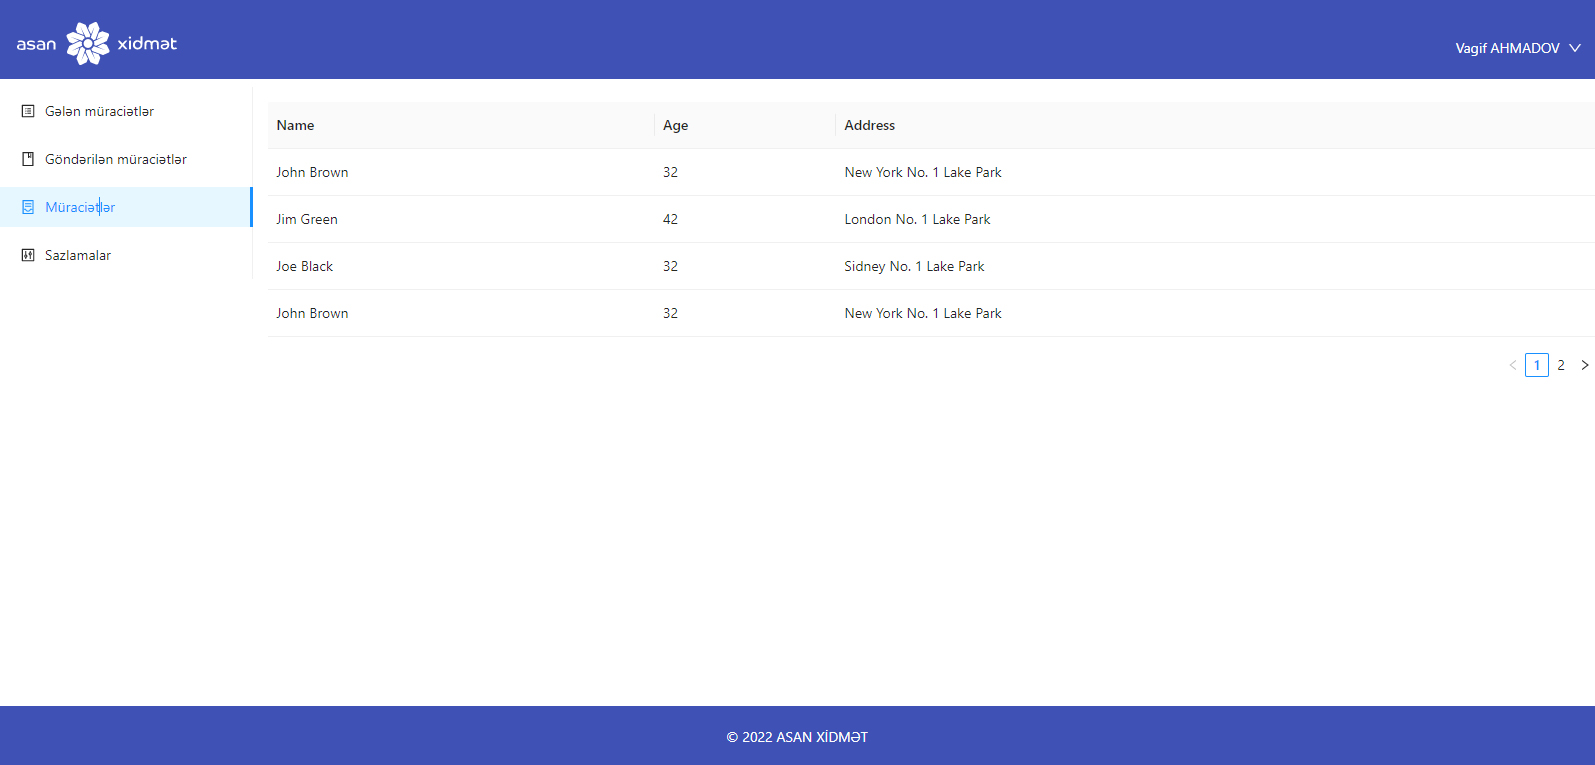 asan xidmət
Vagif AHMADOV
Gələn müraciətlər
Göndərilən müraciətlər
Müraciətlər
Sazlamalar
Name Age Address
John Brown 32 New York No. 1 Lake Park
Jim Green 42 London No. 1 Lake Park
Joe Black 32 Sidney No. 1 Lake Park
John Brown 32 New York No. 1 Lake Park
< 1 2 >
© 2022 ASAN XİDMƏT